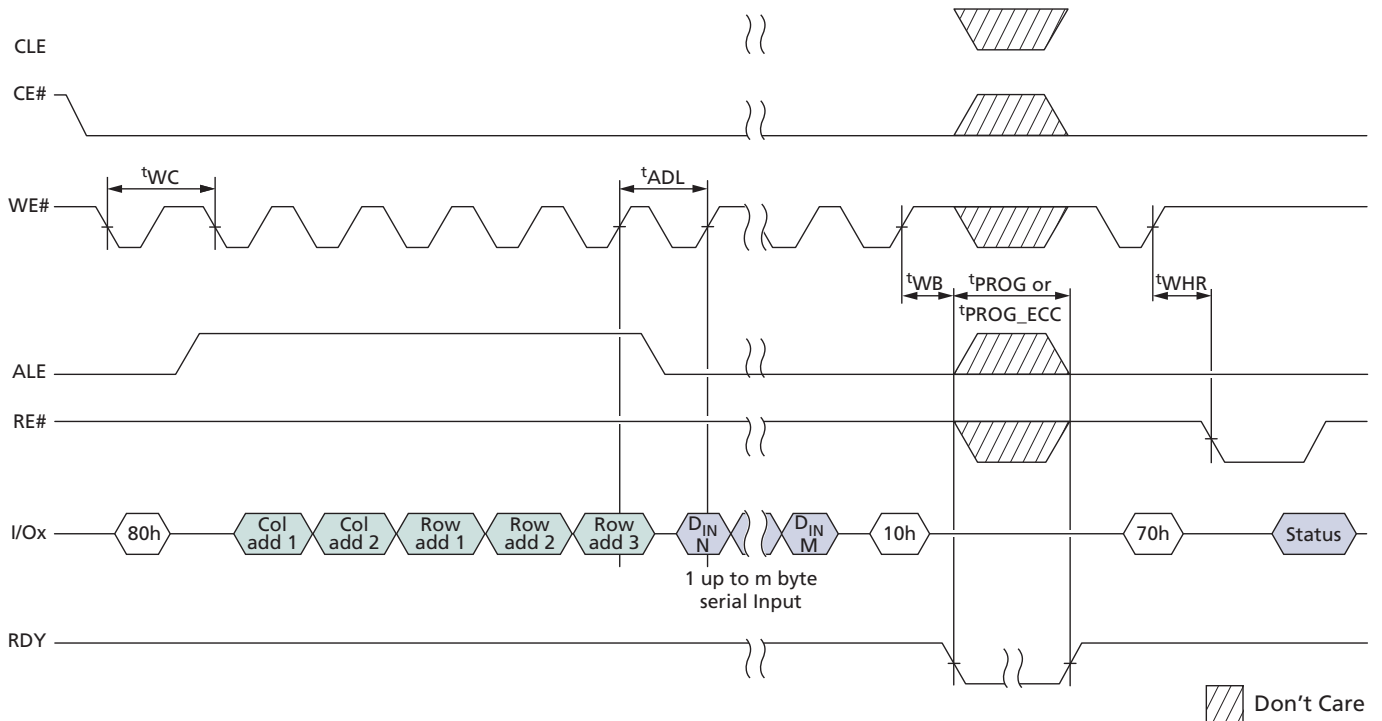 CLE
CE#
tWC
tADL
WE#
tWB
tPROG or
tPROG_ECC
tWHR
ALE
RE#
I/Ox
80h
Col
add 1
Col
add 2
Row
add 1
Row
add 2
Row
add 3
DIN
N
DIN
M
10h
70h
Status
1 up to m byte
serial Input
RDY
Don't Care